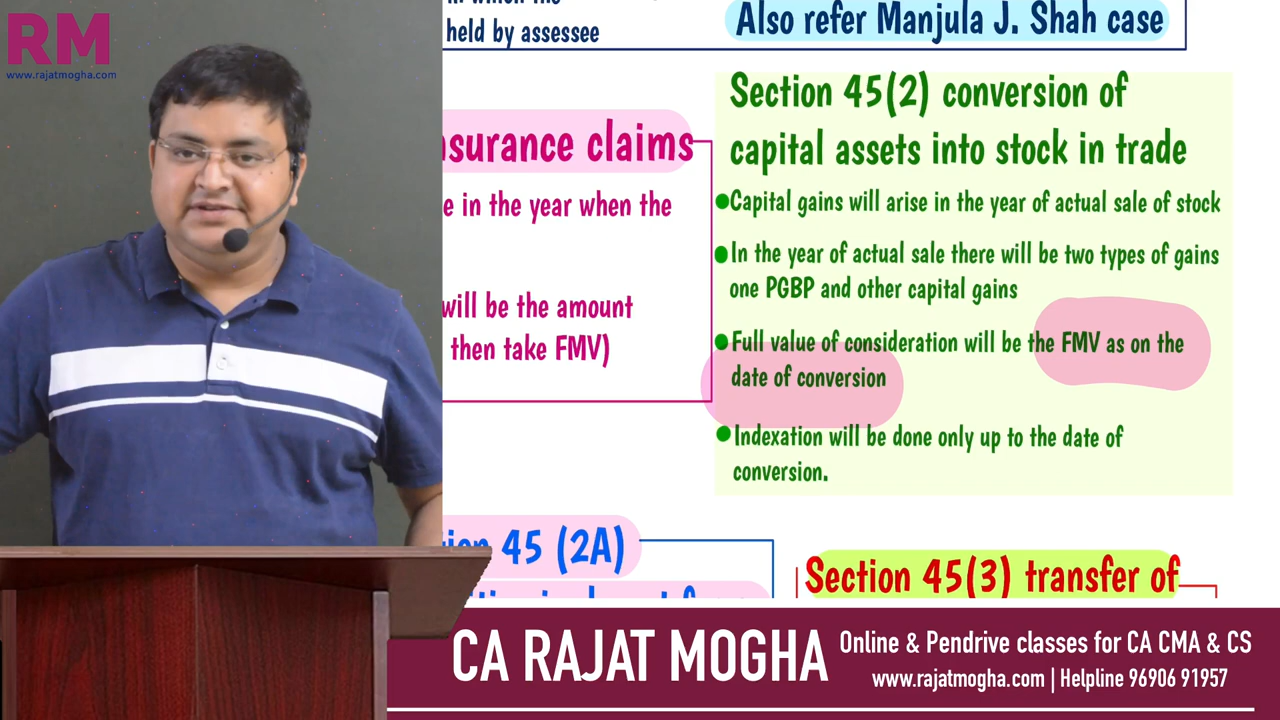 RM
www.rajatmogha.com
in which the
held by assessee
Also refer Manjula J. Shah case
nsurance claims
e in the year when the
will be the amount
then take FMV)
Section 45(2) conversion of
capital assets into stock in trade
Capital gains will arise in the year of actual sale of stock
In the year of actual sale there will be two types of gains
one PGBP and other capital gains
Full value of consideration will be the FMV as on the
date of conversion
Indexation will be done only up to the date of
conversion.
45 (2A)
Section 45(3) transfer of
CA RAJAT MOGHA
Online & Pendrive classes for CA CMA & CS
www.rajatmogha.com | Helpline 96906 91957